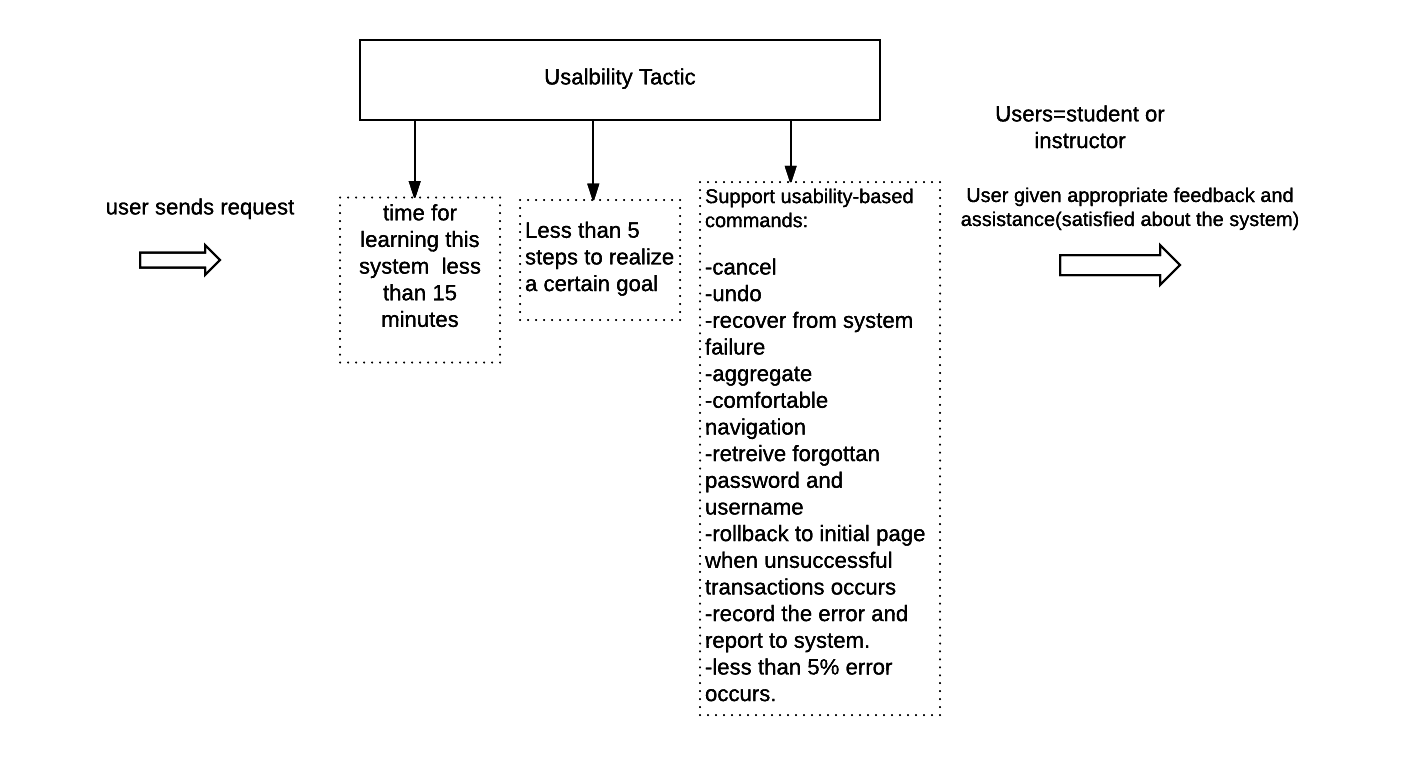 Usalbility Tactic
Users=student or
instructor
user sends request
time for
learning this
system less
than 15
minutes
Less than 5
steps to realize
a certain goal
Support usability-based
commands:
-cancel
-undo
-recover from system
failure
-aggregate
-comfortable
navigation
-retreive forgottan
password and
username
-rollback to initial page
when unsuccessful
transactions occurs
-record the error and
report to system.
-less than 5% error
occurs.
User given appropriate feedback and
assistance(satisfied about the system)